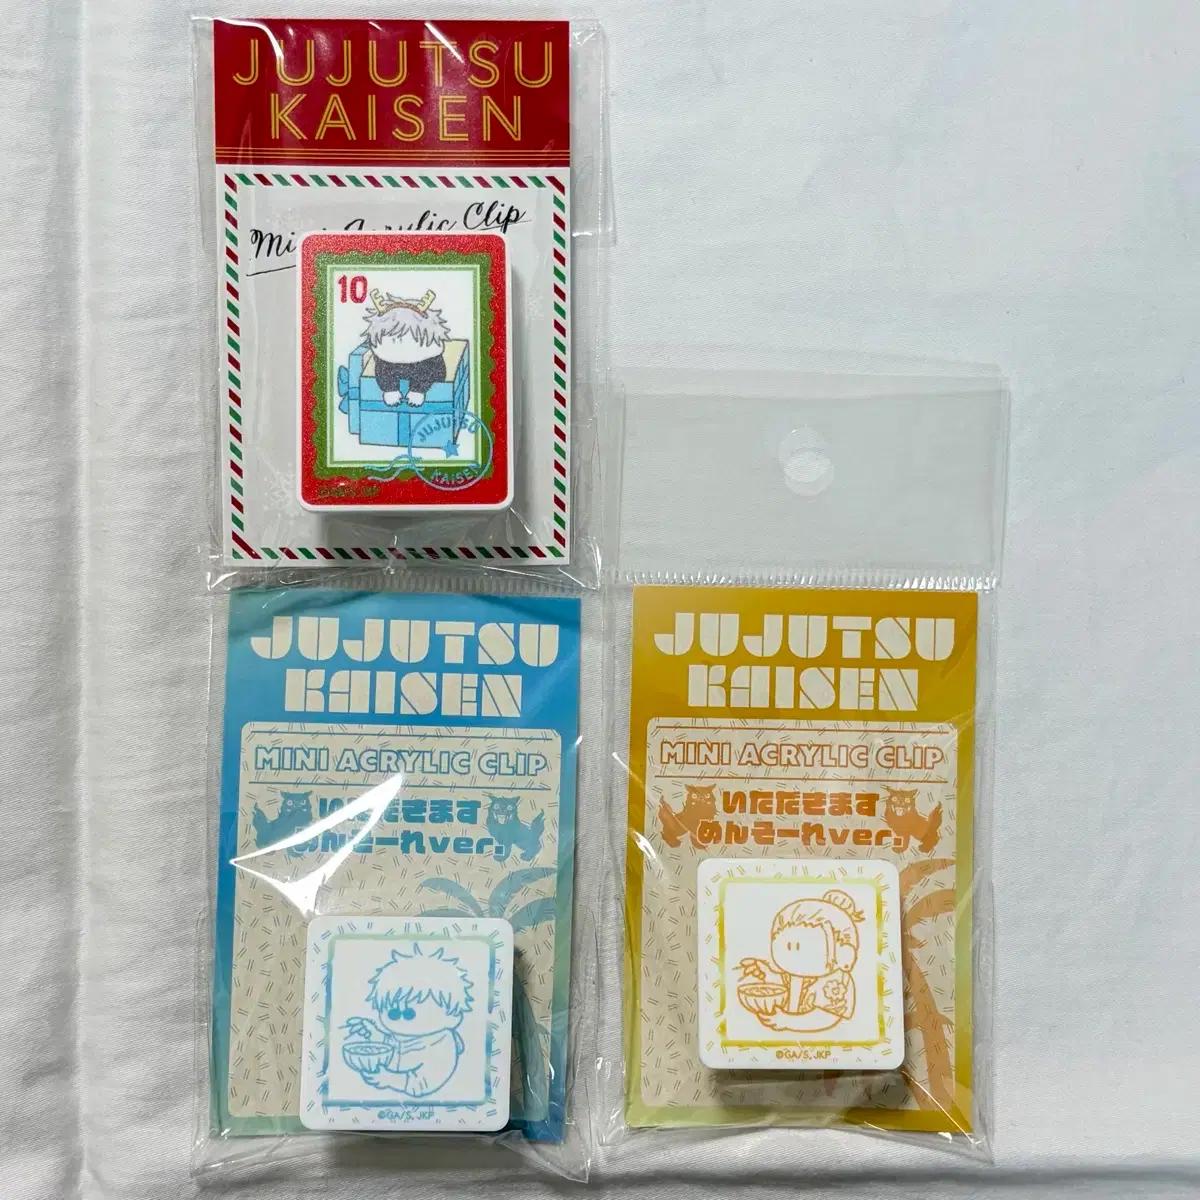 JUJUTSU
KAISEN
Mini Acrylic Clip
10
JUJUTSU
KAISEN
©GA/S, JKP
JUJUTSU
KAISEN
MINI ACRYLIC CLIP
いただきます
めんそーれver.
©GA/S, JKP
JUJUTSU
KAISEN
MINI ACRYLIC CLIP
いただきます
めんそーれver.
©GA/S, JKP